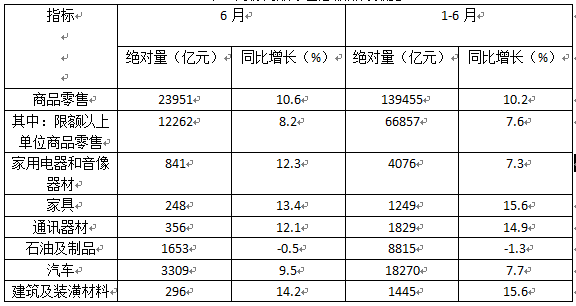 指标 6月 1-6月
绝对量（亿元） 同比增长（%） 绝对量（亿元） 同比增长（%）
商品零售 23951 10.6 139455 10.2
其中：限额以上
单位商品零售 12262 8.2 66857 7.6
家用电器和音像
器材 841 12.3 4076 7.3
家具 248 13.4 1249 15.6
通讯器材 356 12.1 1829 14.9
石油及制品 1653 -0.5 8815 -1.3
汽车 3309 9.5 18270 7.7
建筑及装潢材料 296 14.2 1445 15.6